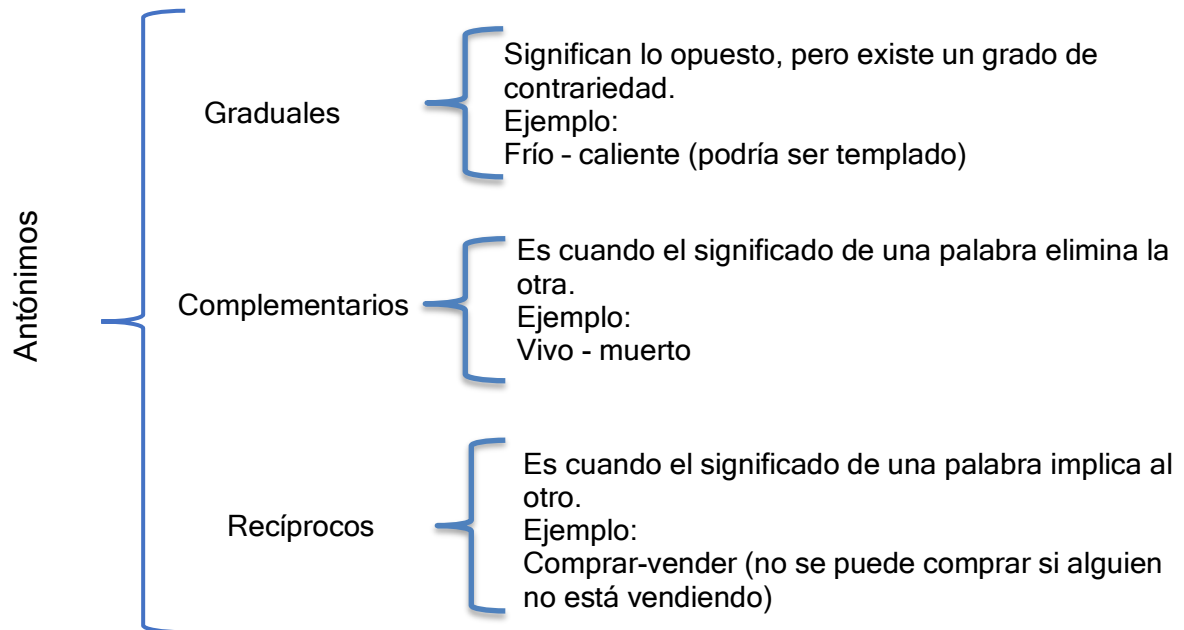 Antónimos
Graduales
Significan lo opuesto, pero existe un grado de
contrariedad.
Ejemplo:
Frío - caliente (podría ser templado)
Complementarios
Es cuando el significado de una palabra elimina la
otra.
Ejemplo:
Vivo - muerto
Recíprocos
Es cuando el significado de una palabra implica al
otro.
Ejemplo:
Comprar-vender (no se puede comprar si alguien
no está vendiendo)